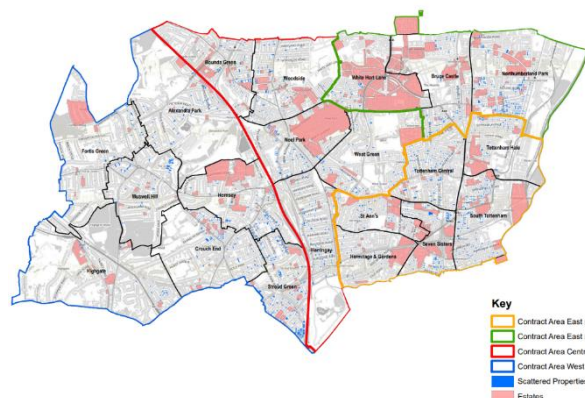 Bounds Green
Woodside
White Hart Lane
Bruce Castle
Northumberland Park
Alexandra Park
Noel Park
West Green
Fortis Green
Tottenham Central
Tottenham Hale
Muswell Hill
Hornsey
St Ann's
South Tottenham
Harringay
Seven Sisters
Crouch End
Hermitage & Gardens
Highgate
Stroud Green
Key
Contract Area East
Contract Area East
Contract Area Centr
Contract Area West
Scattered Properties
Estates